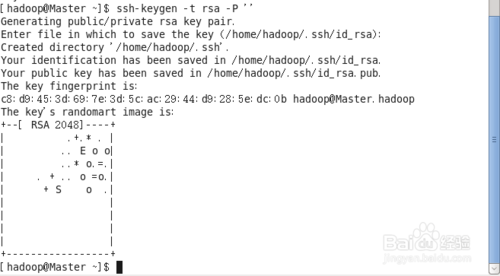 [hadoop@Master ~]$ ssh-keygen -t rsa -P ''
Generating public/private rsa key pair.
Enter file in which to save the key (/home/hadoop/.ssh/id_rsa):
Created directory '/home/hadoop/.ssh'.
Your identification has been saved in /home/hadoop/.ssh/id_rsa.
Your public key has been saved in /home/hadoop/.ssh/id_rsa.pub.
The key fingerprint is:
c8:d9:45:3d:69:7e:3d:5c:ac:29:44:d9:28:5e:dc:0b hadoop@Master.hadoop
The key's randomart image is:
+--[ RSA 2048]----+
|          .+.* . |
|         .. E o o|
|         ..* o.=.|
|     . + .. o =o.|
|      + S    o  .|
|                 |
|                 |
|                 |
|                 |
+-----------------+
[hadoop@Master ~]$
Baidu 经验
jingyan.baidu.com